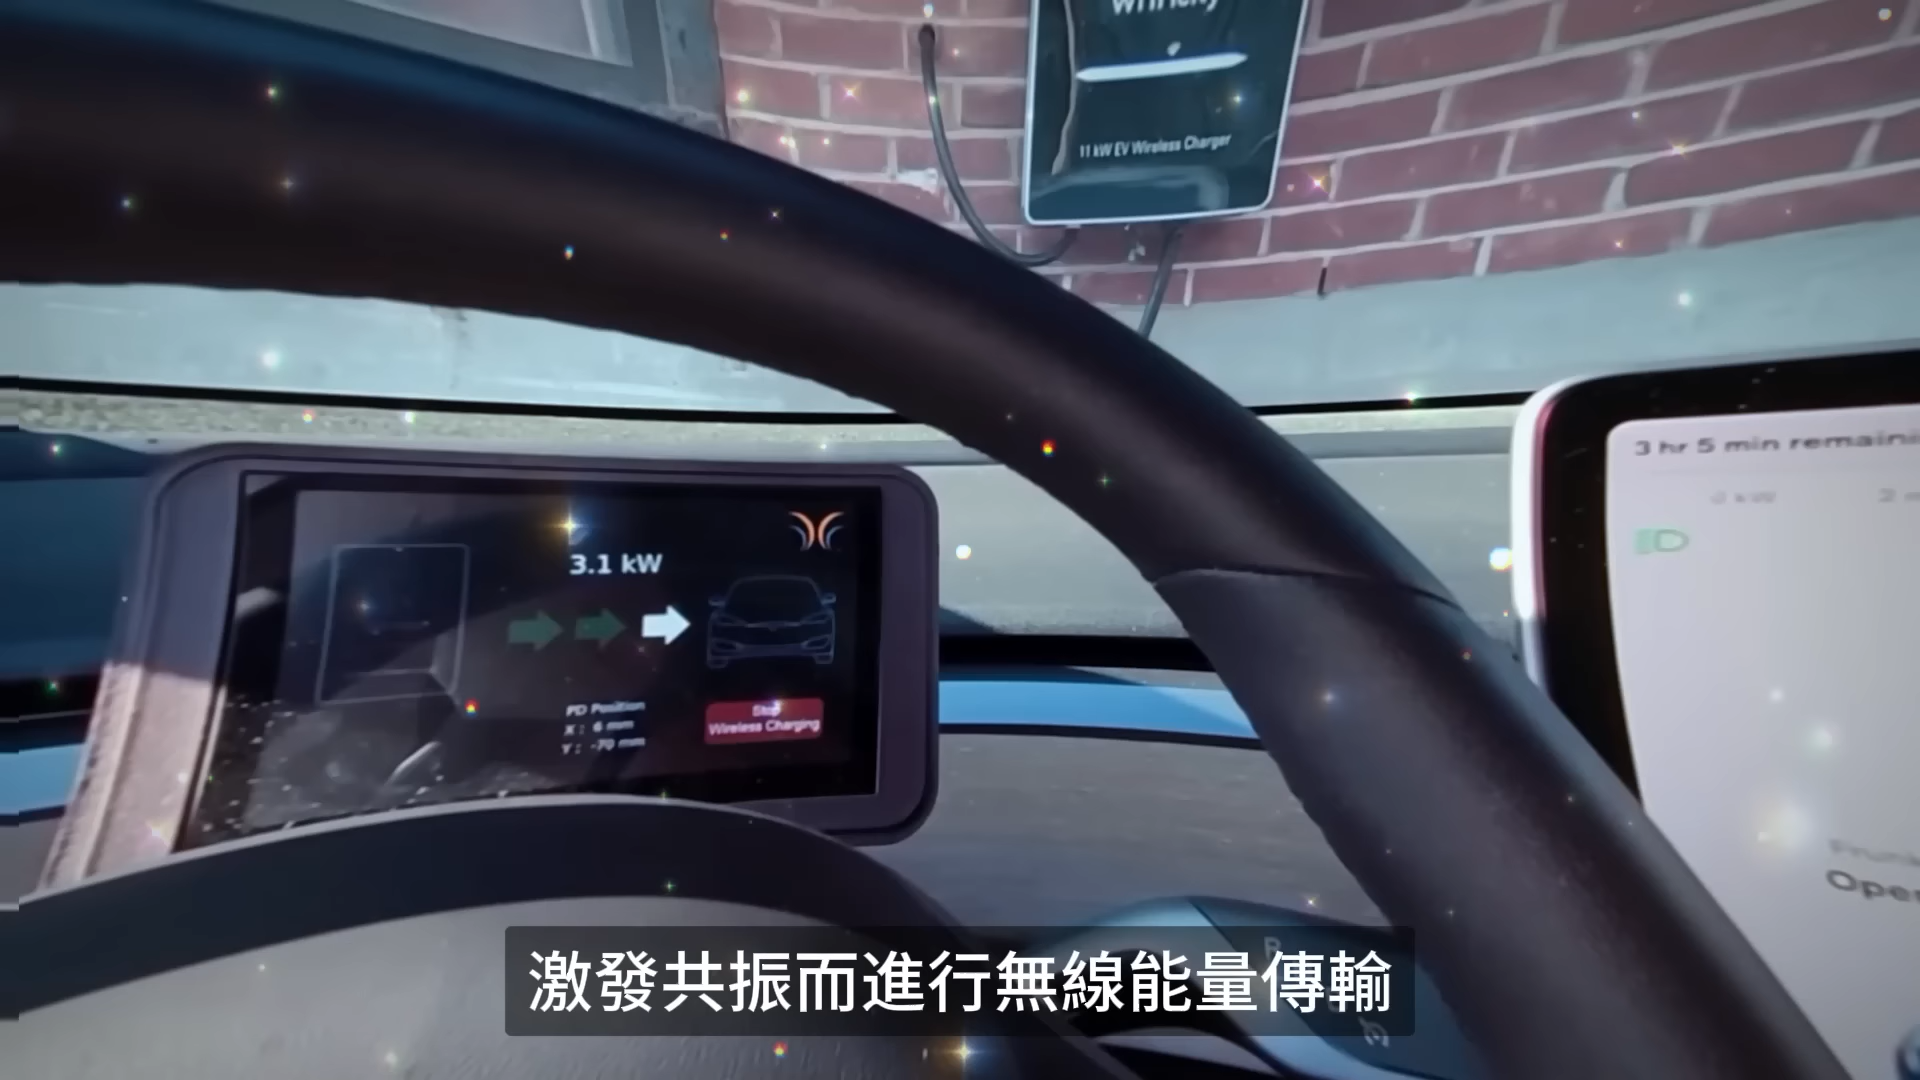 11 kW EV Wireless Charger
3 hr 5 min
3.1 kW
PD Position
X: 6 mm
Y: -70 mm
Stop
Wireless Charging
R
激發共振而進行無線能量傳輸